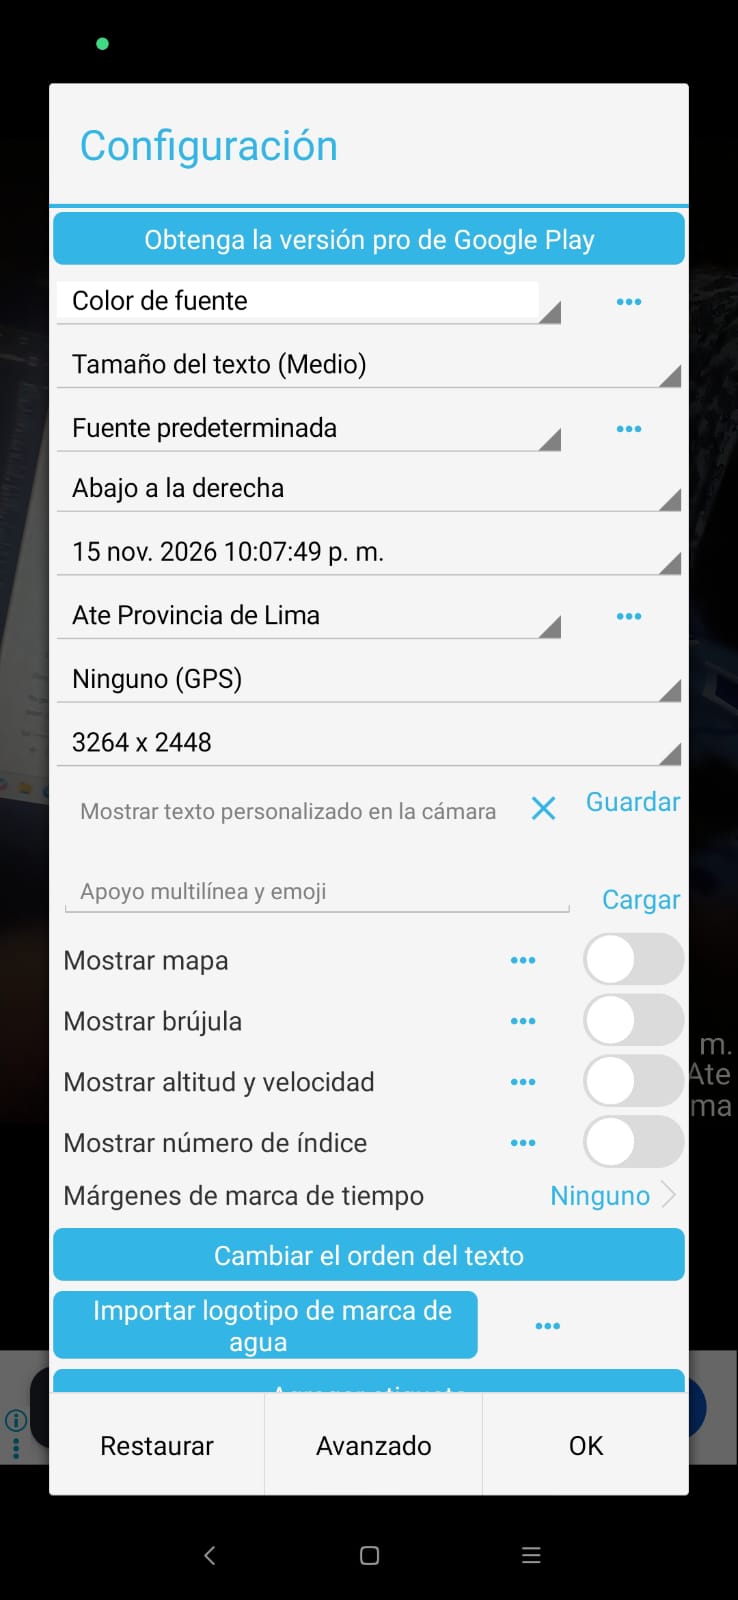 Configuración
Obtenga la versión pro de Google Play
Color de fuente
Tamaño del texto (Medio)
Fuente predeterminada
Abajo a la derecha
15 nov. 2026 10:07:49 p. m.
Ate Provincia de Lima
Ninguno (GPS)
3264 x 2448
Mostrar texto personalizado en la cámara
Guardar
Apoyo multilínea y emoji
Cargar
Mostrar mapa
Mostrar brújula
m.
Mostrar altitud y velocidad
Ate
ma
Mostrar número de índice
Márgenes de marca de tiempo
Ninguno
Cambiar el orden del texto
Importar logotipo de marca de
agua
Restaurar
Avanzado
OK